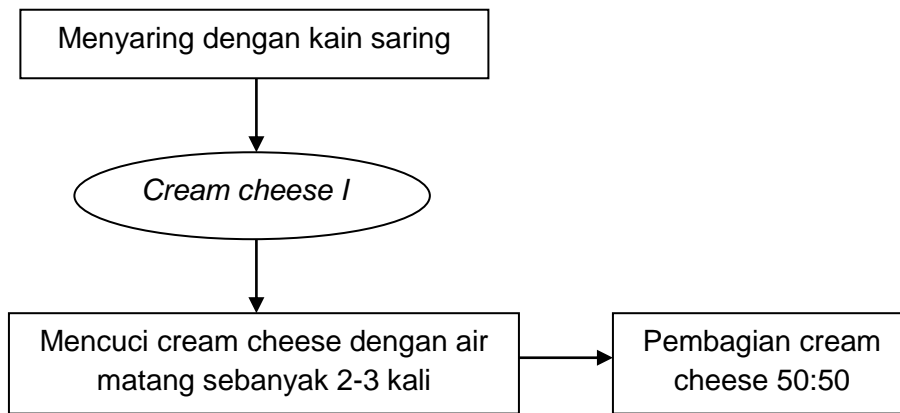 Menyaring dengan kain saring
Cream cheese I
Mencuci cream cheese dengan air
matang sebanyak 2-3 kali
Pembagian cream
cheese 50:50